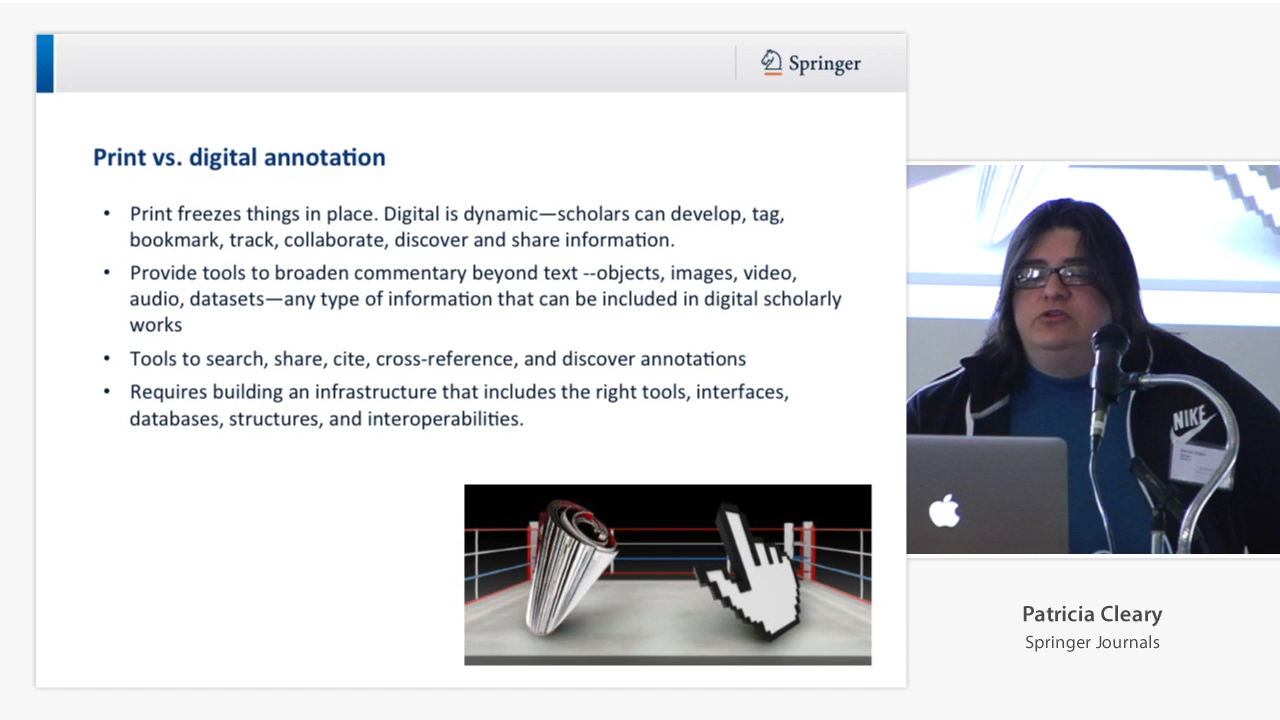 Springer
Print vs. digital annotation
• Print freezes things in place. Digital is dynamic—scholars can develop, tag,
bookmark, track, collaborate, discover and share information.
• Provide tools to broaden commentary beyond text --objects, images, video,
audio, datasets—any type of information that can be included in digital scholarly
works
• Tools to search, share, cite, cross-reference, and discover annotations
• Requires building an infrastructure that includes the right tools, interfaces,
databases, structures, and interoperabilities.
NIKE
Patricia Cleary
Springer Journals